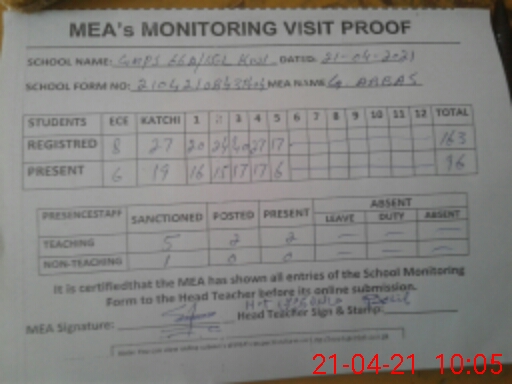 MEA's MONITORING VISIT PROOF
SCHOOL NAME: GMPS DATED: 21-04-2021
SCHOOL FORM NO: MEA NAME G. ABBAS
STUDENTS ECE KATCHI 1 2 3 4 5 6 7 8 9 10 11 12 TOTAL
REGISTRED 8 27 20 24 40 27 17 163
PRESENT 6 19 16 15 17 17 6 96
PRESENCESTAFF SANCTIONED POSTED PRESENT ABSENT
LEAVE DUTY ABSENT
TEACHING 5 2 2 — — —
NON-TEACHING 1 0 0 — — —
It is certifiedthat the MEA has shown all entries of the School Monitoring
Form to the Head Teacher before its online submission.
MEA Signature: Head Teacher Sign & Stamp:
21-04-21 10:05